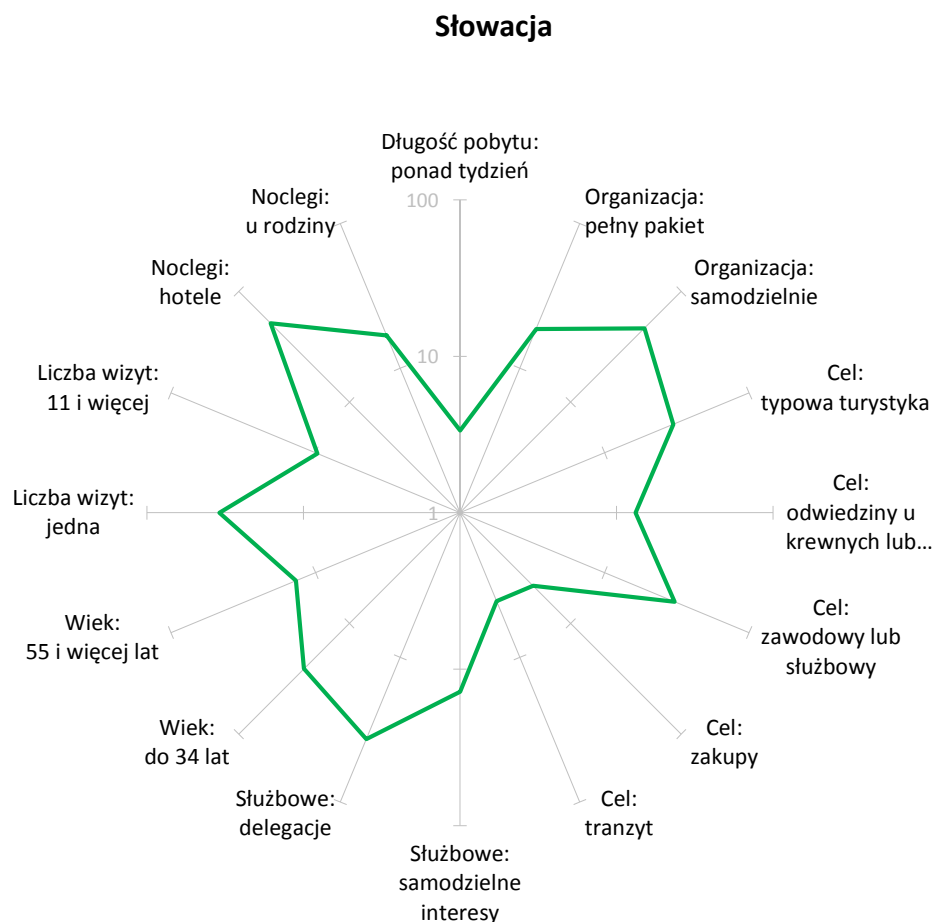 Słowacja
Długość pobytu:
ponad tydzień
Organizacja:
pełny pakiet
Organizacja:
samodzielnie
Cel:
typowa turystyka
Cel:
odwiedziny u
krewnych lub...
Cel:
zawodowy lub
służbowy
Cel:
zakupy
Cel:
tranzyt
Służbowe:
samodzielne
interesy
Służbowe:
delegacje
Wiek:
do 34 lat
Wiek:
55 i więcej lat
Liczba wizyt:
jedna
Liczba wizyt:
11 i więcej
Noclegi:
hotele
Noclegi:
u rodziny
100
10
1